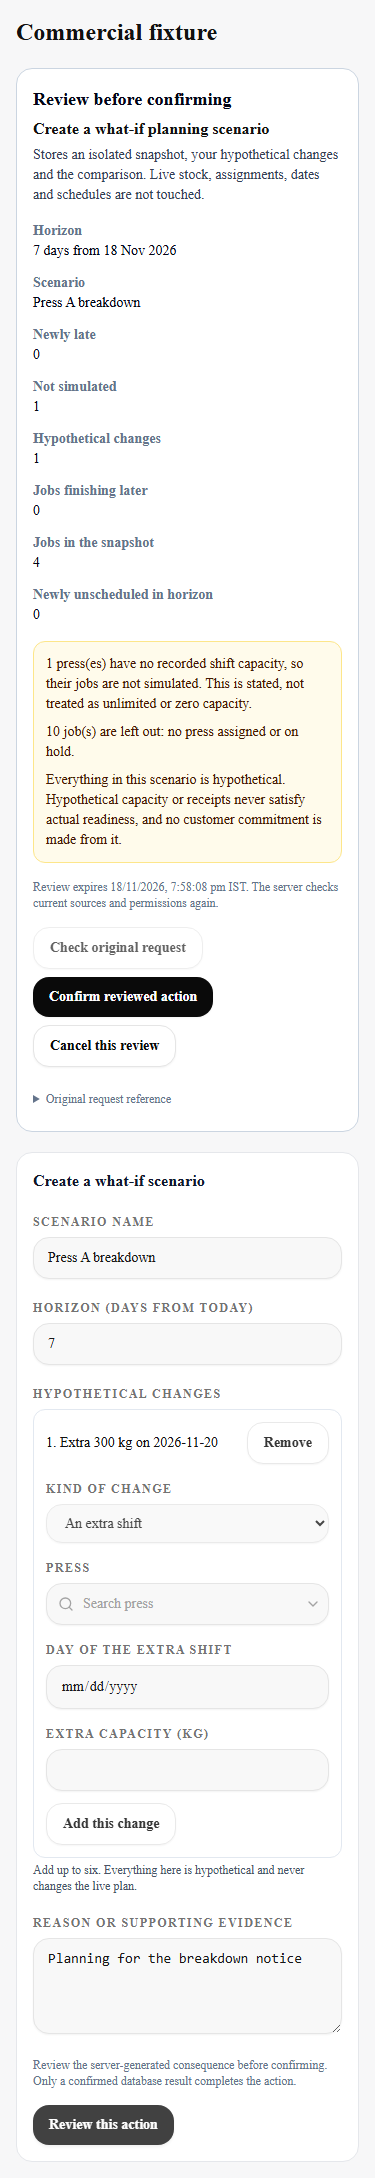 Commercial fixture
Review before confirming
Create a what-if planning scenario
Stores an isolated snapshot, your hypothetical changes
and the comparison. Live stock, assignments, dates
and schedules are not touched.
Horizon
7 days from 18 Nov 2026
Scenario
Press A breakdown
Newly late
0
Not simulated
1
Hypothetical changes
1
Jobs finishing later
0
Jobs in the snapshot
4
Newly unscheduled in horizon
0
1 press(es) have no recorded shift capacity, so
their jobs are not simulated. This is stated, not
treated as unlimited or zero capacity.
10 job(s) are left out: no press assigned or on
hold.
Everything in this scenario is hypothetical.
Hypothetical capacity or receipts never satisfy
actual readiness, and no customer commitment is
made from it.
Review expires 18/11/2026, 7:58:08 pm IST. The server checks
current sources and permissions again.
Check original request
Confirm reviewed action
Cancel this review
Original request reference
Create a what-if scenario
SCENARIO NAME
Press A breakdown
HORIZON (DAYS FROM TODAY)
7
HYPOTHETICAL CHANGES
1. Extra 300 kg on 2026-11-20
Remove
KIND OF CHANGE
An extra shift
PRESS
Search press
DAY OF THE EXTRA SHIFT
mm/dd/yyyy
EXTRA CAPACITY (KG)
Add this change
Add up to six. Everything here is hypothetical and never
changes the live plan.
REASON OR SUPPORTING EVIDENCE
Planning for the breakdown notice
Review the server-generated consequence before confirming.
Only a confirmed database result completes the action.
Review this action